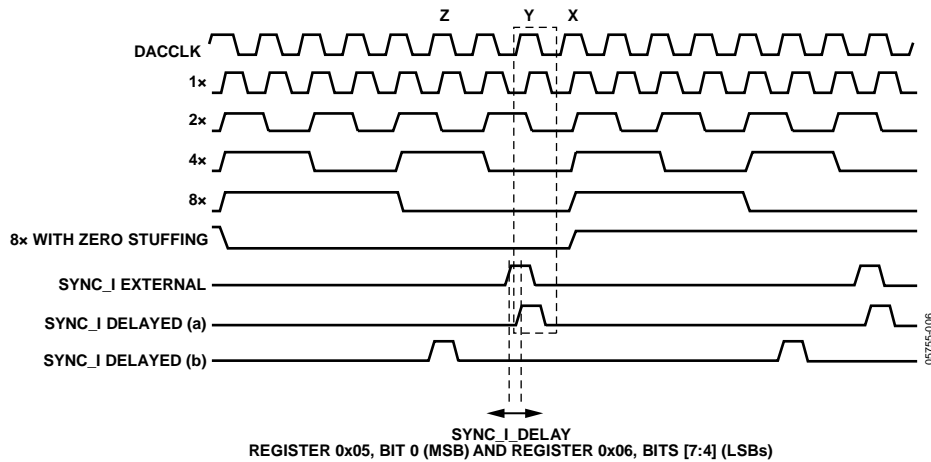 Z Y X
DACCLK
1×
2×
4×
8×
8× WITH ZERO STUFFING
SYNC_I EXTERNAL
SYNC_I DELAYED (a)
SYNC_I DELAYED (b)
SYNC_I_DELAY
REGISTER 0x05, BIT 0 (MSB) AND REGISTER 0x06, BITS [7:4] (LSBs)
05755-006